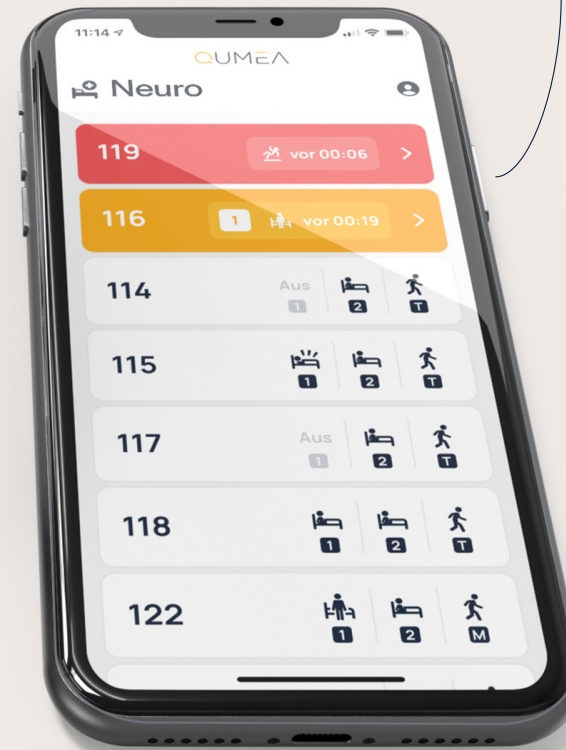 11:14
QUMEA
Neuro
119 vor 00:06
116 1 vor 00:19
114 Aus
1 2 T
115
1 2 T
117 Aus
1 2 T
118
1 2 T
122
1 2 M